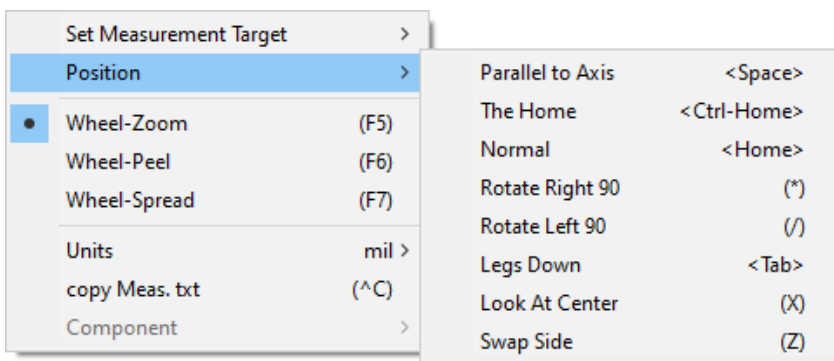 Set Measurement Target >
Position >
Wheel-Zoom (F5)
Wheel-Peel (F6)
Wheel-Spread (F7)
Units mil >
copy Meas. txt (^C)
Component >
Parallel to Axis <Space>
The Home <Ctrl-Home>
Normal <Home>
Rotate Right 90 (*)
Rotate Left 90 (/)
Legs Down <Tab>
Look At Center (X)
Swap Side (Z)